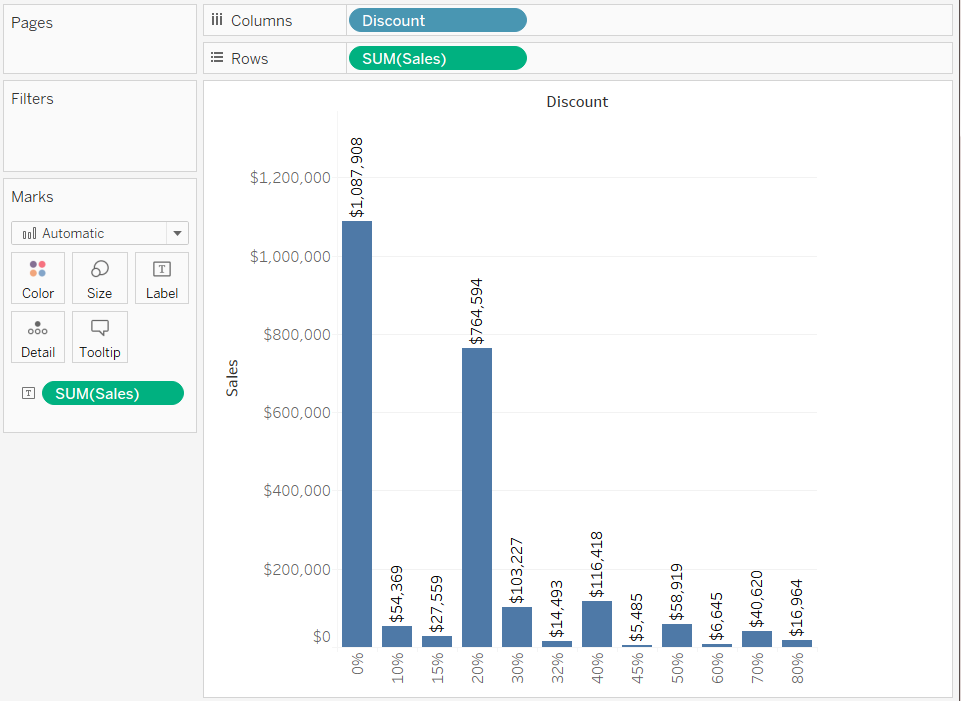 Pages
Columns
Discount
Rows
SUM(Sales)
Filters
Marks
Automatic
Color
Size
Label
Detail
Tooltip
SUM(Sales)
Discount
Sales
$1,200,000
$1,000,000
$800,000
$600,000
$400,000
$200,000
$0
$1,087,908
$54,369
$27,559
$764,594
$103,227
$14,493
$116,418
$5,485
$58,919
$6,645
$40,620
$16,964
0%
10%
15%
20%
30%
32%
40%
45%
50%
60%
70%
80%